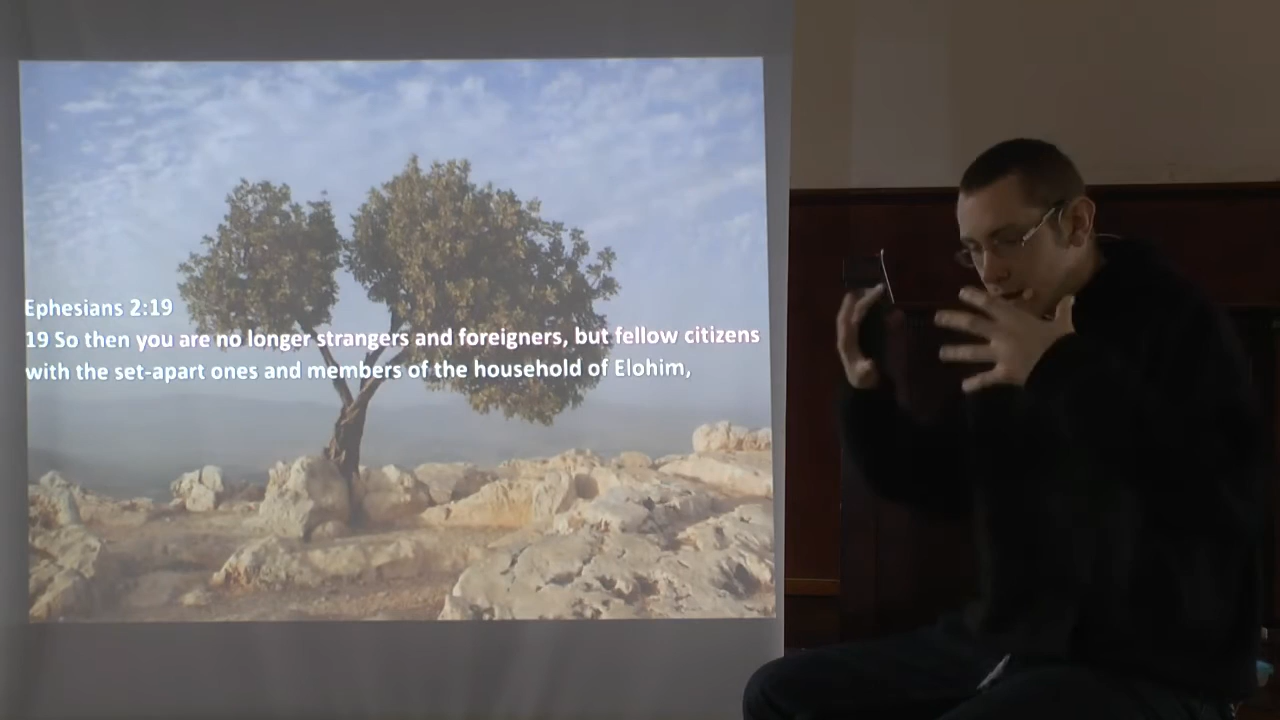 Ephesians 2:19
19 So then you are no longer strangers and foreigners, but fellow citizens
with the set-apart ones and members of the household of Elohim,